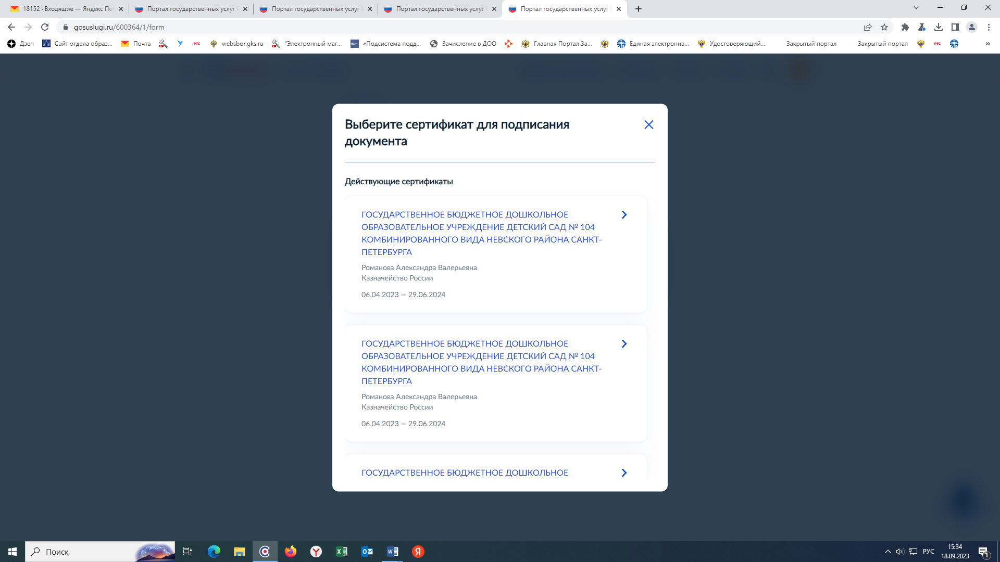 18152 · Входящие — Яндекс По
Портал государственных услуг
Портал государственных услуг
Портал государственных услуг
Портал государственных услуг
gosuslugi.ru/600364/1/form
Дзен
Сайт отдела образ...
Почта
РТС
websbor.gks.ru
"Электронный маг...
«Подсистема подд...
Зачисление в ДОО
Главная Портал За...
Единая электронна...
Удостоверяющий...
Закрытый портал
Закрытый портал
РТС
»
Выберите сертификат для подписания
документа
Действующие сертификаты
ГОСУДАРСТВЕННОЕ БЮДЖЕТНОЕ ДОШКОЛЬНОЕ
ОБРАЗОВАТЕЛЬНОЕ УЧРЕЖДЕНИЕ ДЕТСКИЙ САД № 104
КОМБИНИРОВАННОГО ВИДА НЕВСКОГО РАЙОНА САНКТ-
ПЕТЕРБУРГА
Романова Александра Валерьевна
Казначейство России
06.04.2023 — 29.06.2024
ГОСУДАРСТВЕННОЕ БЮДЖЕТНОЕ ДОШКОЛЬНОЕ
ОБРАЗОВАТЕЛЬНОЕ УЧРЕЖДЕНИЕ ДЕТСКИЙ САД № 104
КОМБИНИРОВАННОГО ВИДА НЕВСКОГО РАЙОНА САНКТ-
ПЕТЕРБУРГА
Романова Александра Валерьевна
Казначейство России
06.04.2023 — 29.06.2024
ГОСУДАРСТВЕННОЕ БЮДЖЕТНОЕ ДОШКОЛЬНОЕ
Поиск
РУС
15:34
18.09.2023
1